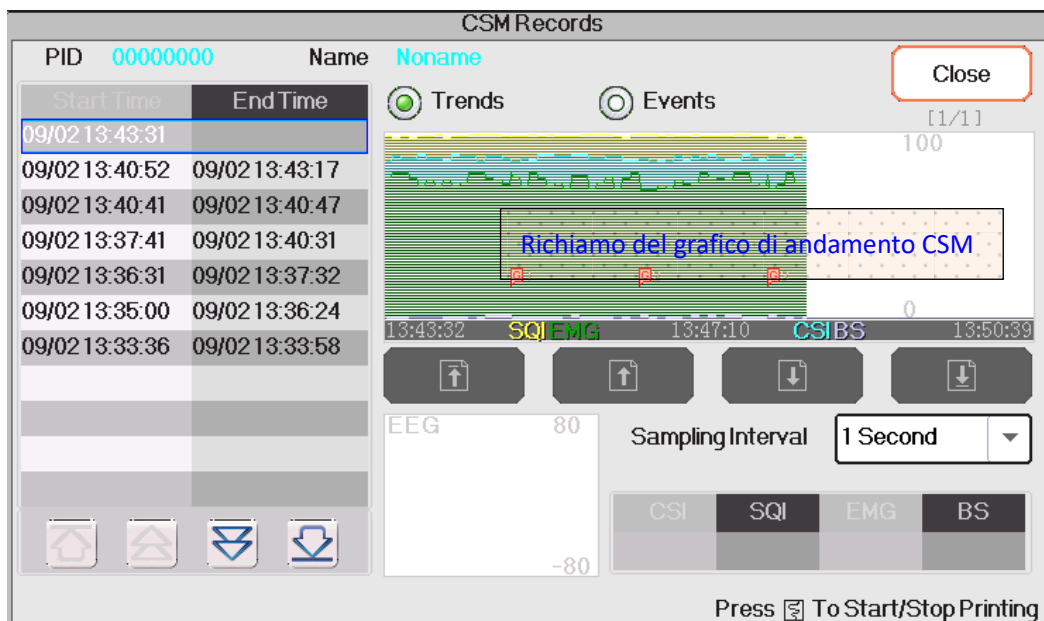 CSM Records
PID 00000000 Name Noname
Close
Start Time End Time
Trends Events
[1/1]
09/02 13:43:31
09/02 13:40:52 09/02 13:43:17
09/02 13:40:41 09/02 13:40:47
09/02 13:37:41 09/02 13:40:31
09/02 13:36:31 09/02 13:37:32
09/02 13:35:00 09/02 13:36:24
09/02 13:33:36 09/02 13:33:58
100
Richiamo del grafico di andamento CSM
0
13:43:32 SQI EMG 13:47:10 CSI BS 13:50:39
EEG 80
-80
Sampling Interval 1 Second
CSI SQI EMG BS
Press To Start/Stop Printing